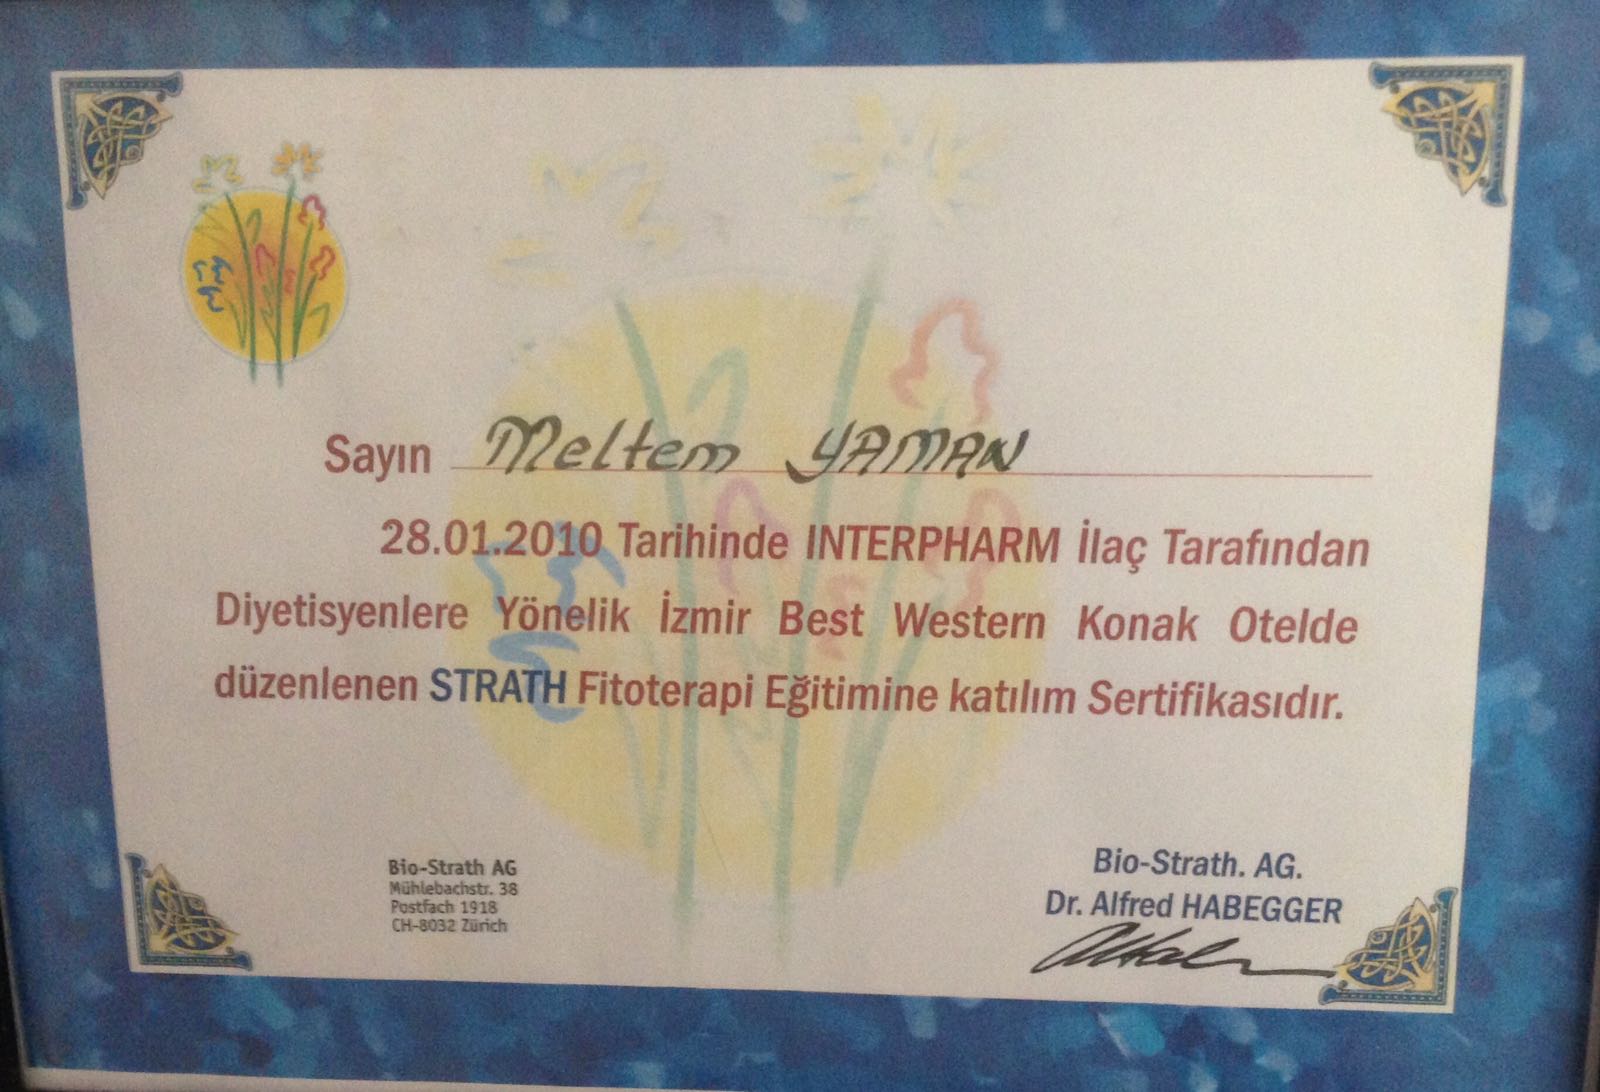 Sayın Meltem YAMAN
28.01.2010 Tarihinde INTERPHARM İlaç Tarafından
Diyetisyenlere Yönelik İzmir Best Western Konak Otelde
düzenlenen STRATH Fitoterapi Eğitimine katılım Sertifikasıdır.
Bio-Strath AG
Mühlebachstr. 38
Postfach 1918
CH-8032 Zürich
Bio-Strath. AG.
Dr. Alfred HABEGGER